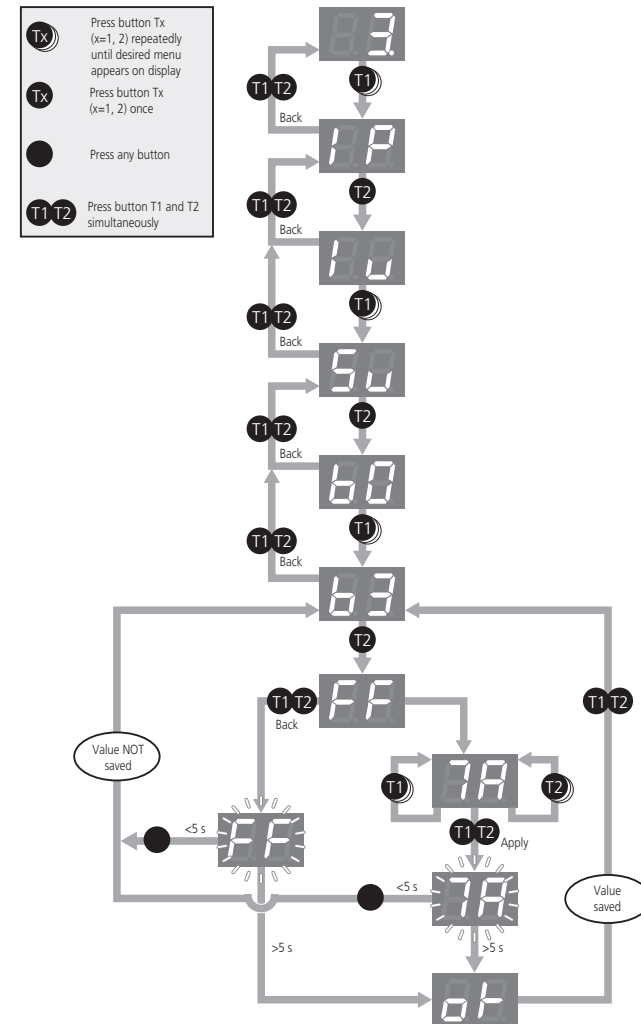 Tx
Press button Tx
(x=1, 2) repeatedly
until desired menu
appears on display
Tx
Press button Tx
(x=1, 2) once
Press any button
T1 T2
Press button T1 and T2
simultaneously
3.
T1
T1 T2
Back
IP
T2
T1 T2
Back
Iu
T1
T1 T2
Back
5u
T2
T1 T2
Back
b0
T1
T1 T2
Back
b3
T2
FF
T1 T2
Back
T1 T2
Value NOT
saved
7A
T1
T2
T1 T2
Apply
FF
<5 s
7A
<5 s
Value
saved
>5 s
>5 s
ok